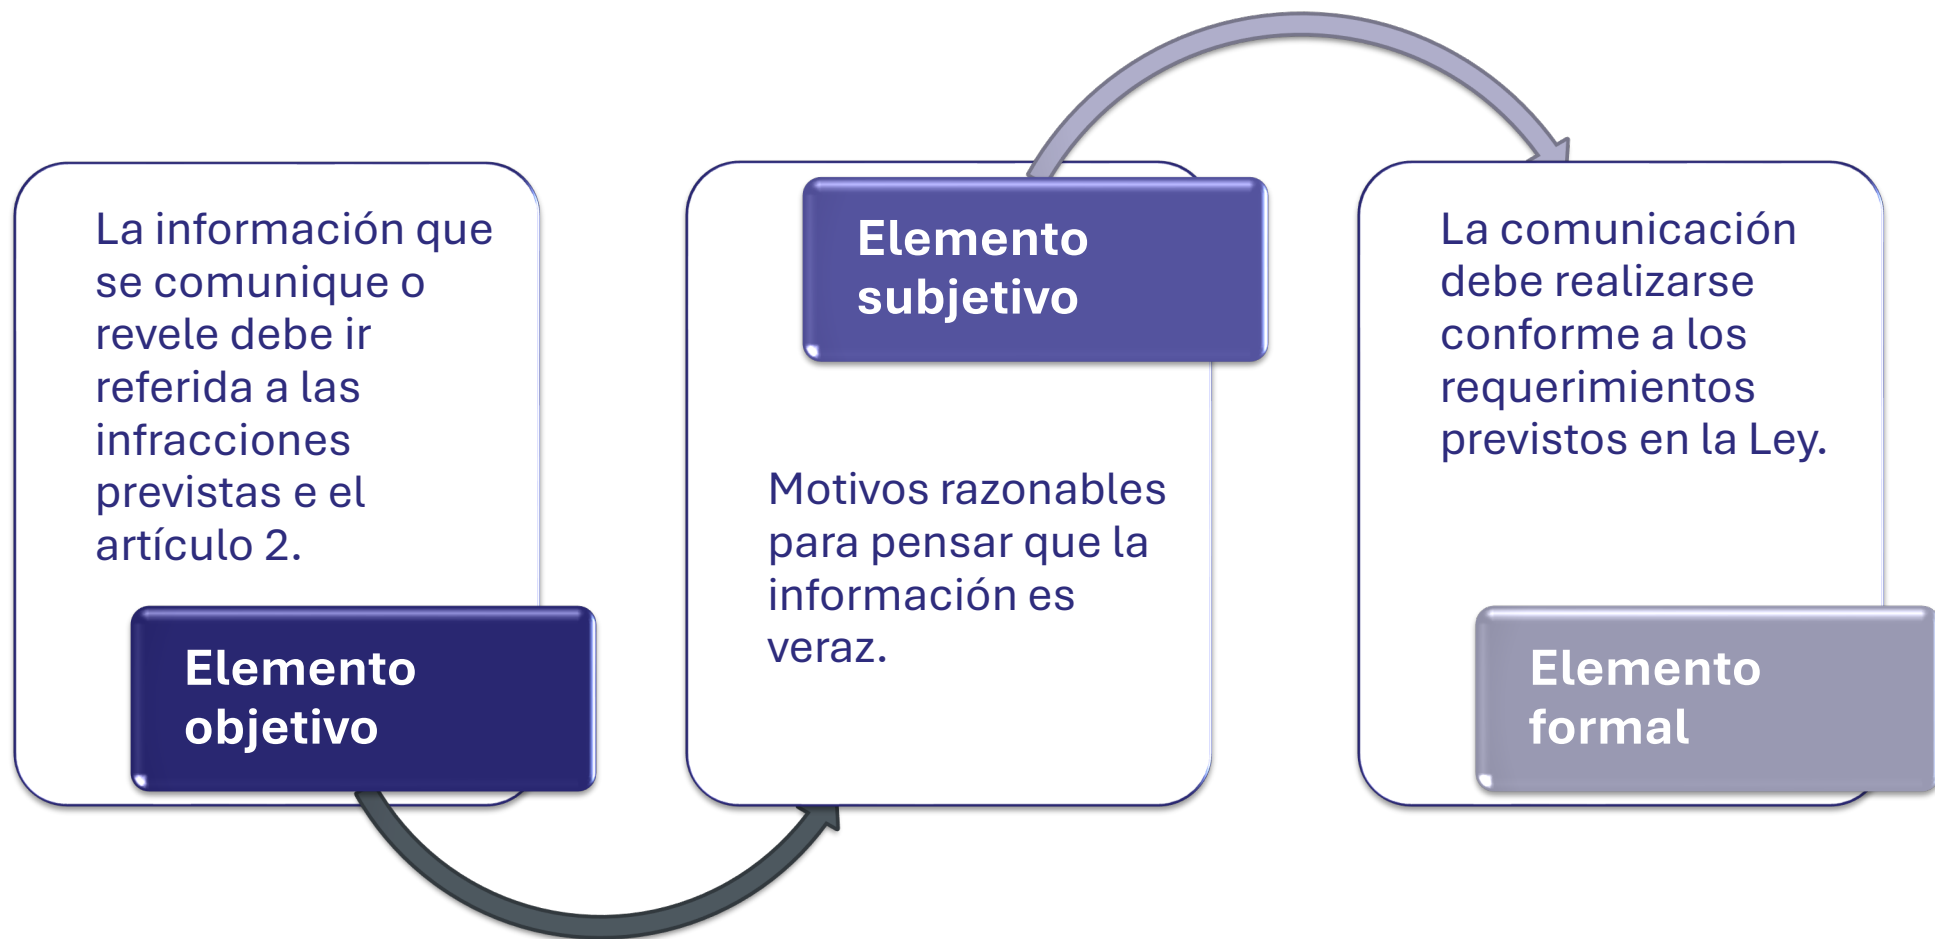 La información que
se comunique o
revele debe ir
referida a las
infracciones
previstas e el
artículo 2.
Elemento
objetivo
Elemento
subjetivo
Motivos razonables
para pensar que la
información es
veraz.
La comunicación
debe realizarse
conforme a los
requerimientos
previstos en la Ley.
Elemento
formal